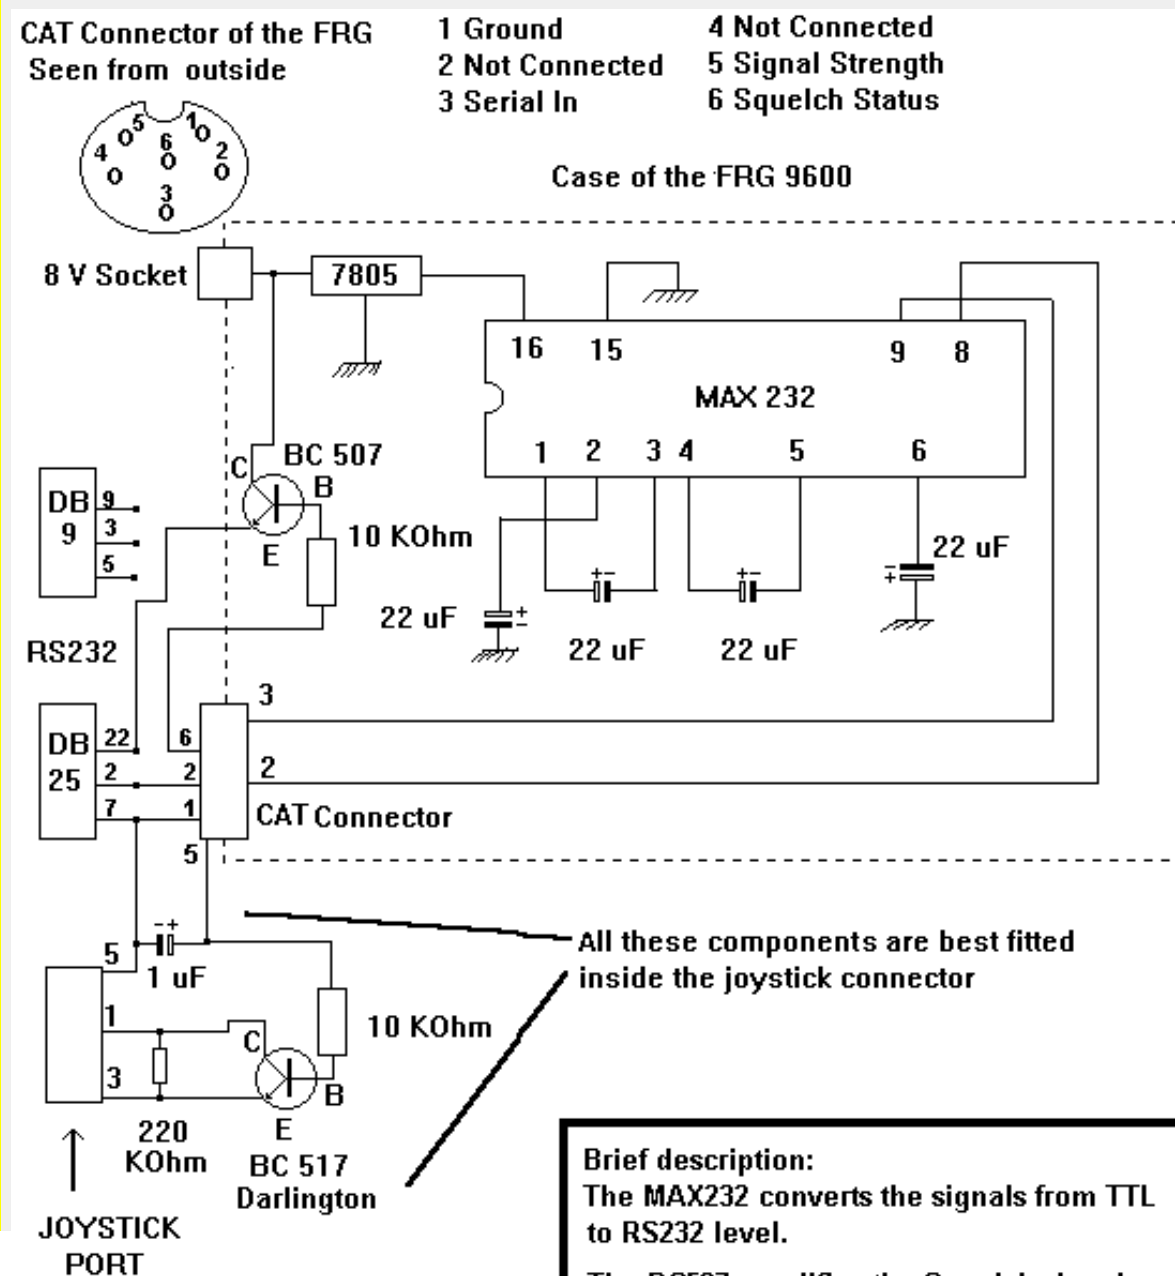 CAT Connector of the FRG
Seen from outside
1 Ground
2 Not Connected
3 Serial In
4 Not Connected
5 Signal Strength
6 Squelch Status
5
1
4
6
2
3
Case of the FRG 9600
8 V Socket
7805
16
15
9
8
MAX 232
1
2
3
4
5
6
C
BC 507
B
E
10 KOhm
DB
9
9
3
5
RS232
22 uF
+
-
+-
22 uF
+-
22 uF
-
+
22 uF
DB
25
22
2
7
6
2
1
3
2
CAT Connector
5
-+
1 uF
All these components are best fitted
inside the joystick connector
5
1
3
10 KOhm
C
B
E
220
KOhm
BC 517
Darlington
JOYSTICK
PORT
Brief description:
The MAX232 converts the signals from TTL
to RS232 level.